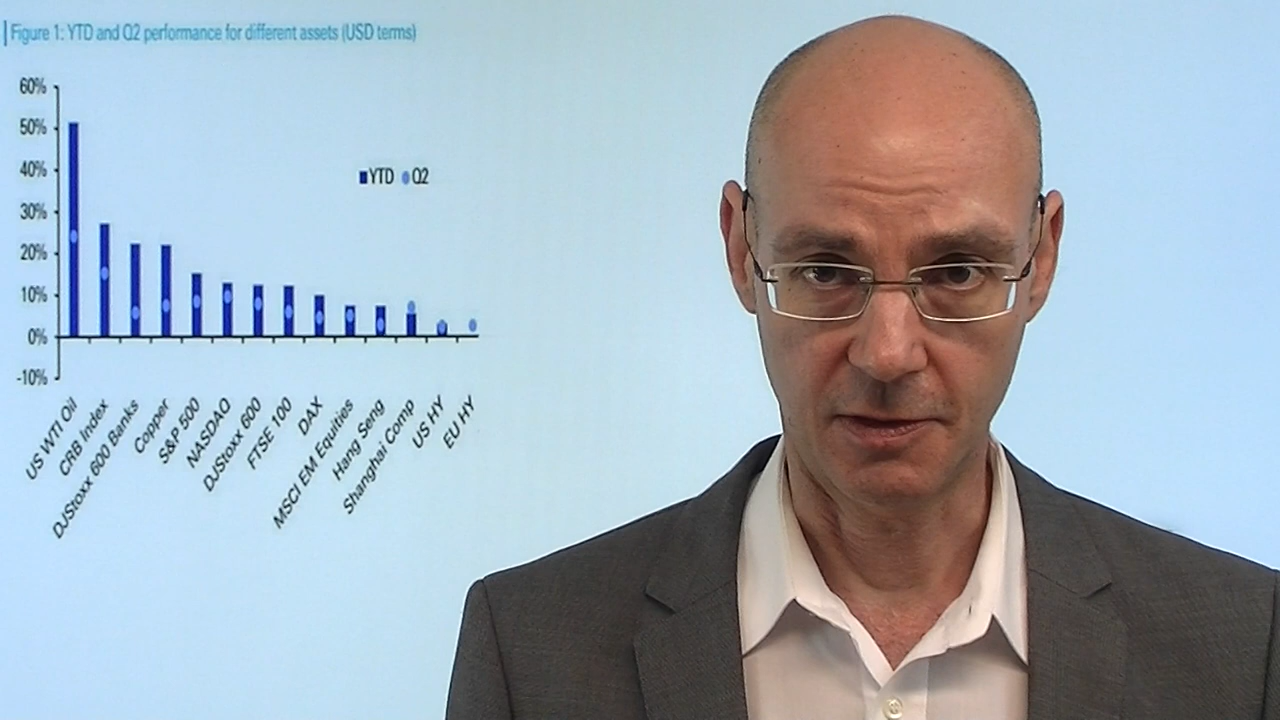 Figure 1: YTD and Q2 performance for different assets (USD terms)
60%
50%
40%
30%
20%
10%
0%
-10%
YTD Q2
US WTI Oil
CRB Index
DJStoxx 600 Banks
Copper
S&P 500
NASDAQ
DJStoxx 600
FTSE 100
DAX
MSCI EM Equities
Hang Seng
Shanghai Comp
US HY
EU HY